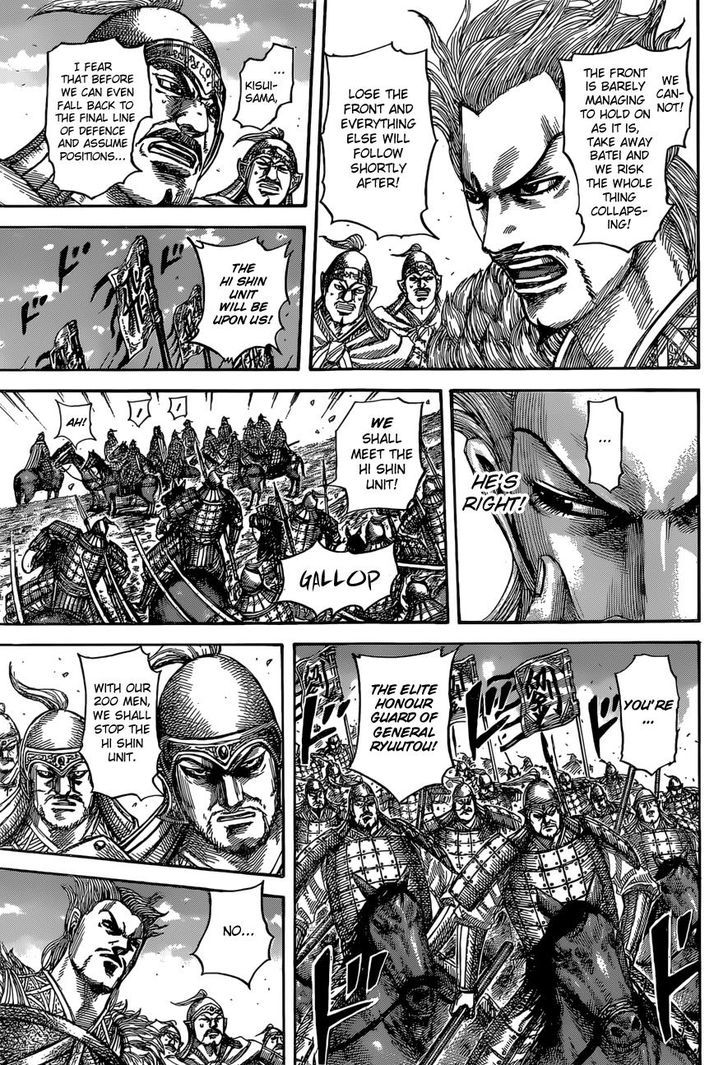 WE
CAN-
NOT!
THE FRONT
IS BARELY
MANAGING
TO HOLD ON
AS IT IS,
TAKE AWAY
BATEI AND
WE RISK
THE WHOLE
THING
COLLAPS-
ING!
LOSE THE
FRONT AND
EVERYTHING
ELSE WILL
FOLLOW
SHORTLY
AFTER!
...
KISUI-
SAMA,
I FEAR
THAT BEFORE
WE CAN EVEN
FALL BACK TO
THE FINAL LINE
OF DEFENCE
AND ASSUME
POSITIONS...
THE
HI SHIN
UNIT
WILL BE
UPON US!
ドド
...
HE'S
RIGHT!
WE
SHALL
MEET THE
HI SHIN
UNIT!
!
!
AH!
GALLOP
YOU'RE
...
THE ELITE
HONOUR
GUARD OF
GENERAL
RYUUTOU!
ドドド
ドド
WITH OUR
200 MEN,
WE SHALL
STOP THE
HI SHIN
UNIT.
NO...